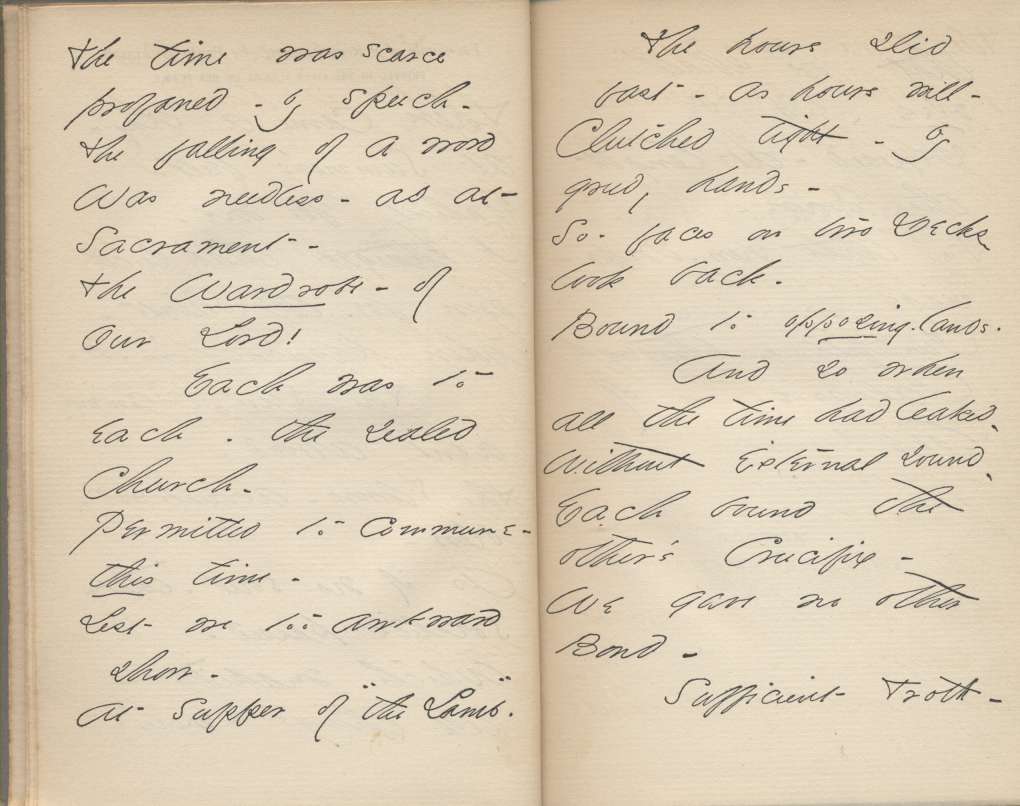 The time was scarce
profaned - by speech -
The falling of a word
Was needless - as at -
Sacrament -
The Wardrobe - of
Our Lord!
Each was to
Each - the sealed
Church -
Permitted to commune -
this time -
Lest we too awkward
show -
At Supper of "the Lamb".
The hours slid
fast - as hours will -
Clutched tight - by
greedy hands -
So - faces on two Decks
look back -
Bound to opposing lands.
And so when
all the time had leaked,
Without External Sound,
Each bound the
other's Crucifix -
We gave no other
Bond -
Sufficient Troth -